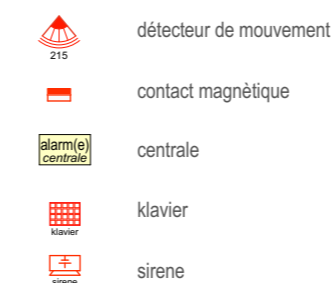 détecteur de mouvement
215
contact magnètique
alarm(e)
centrale
centrale
klavier
klavier
sirene
sirene